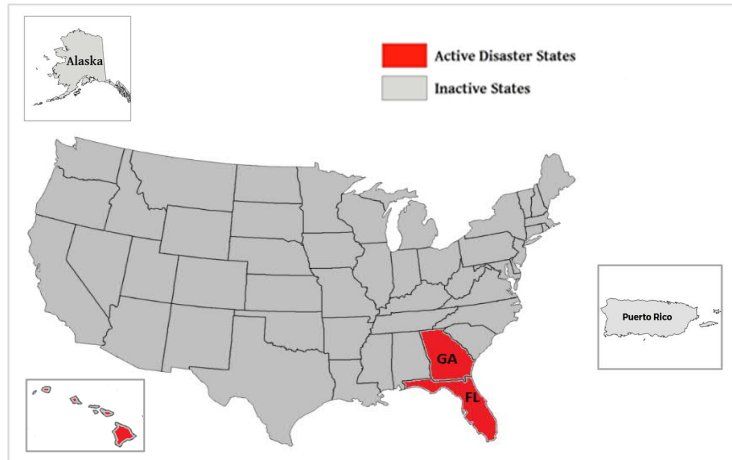 Alaska
Active Disaster States
Inactive States
Puerto Rico
GA
FL